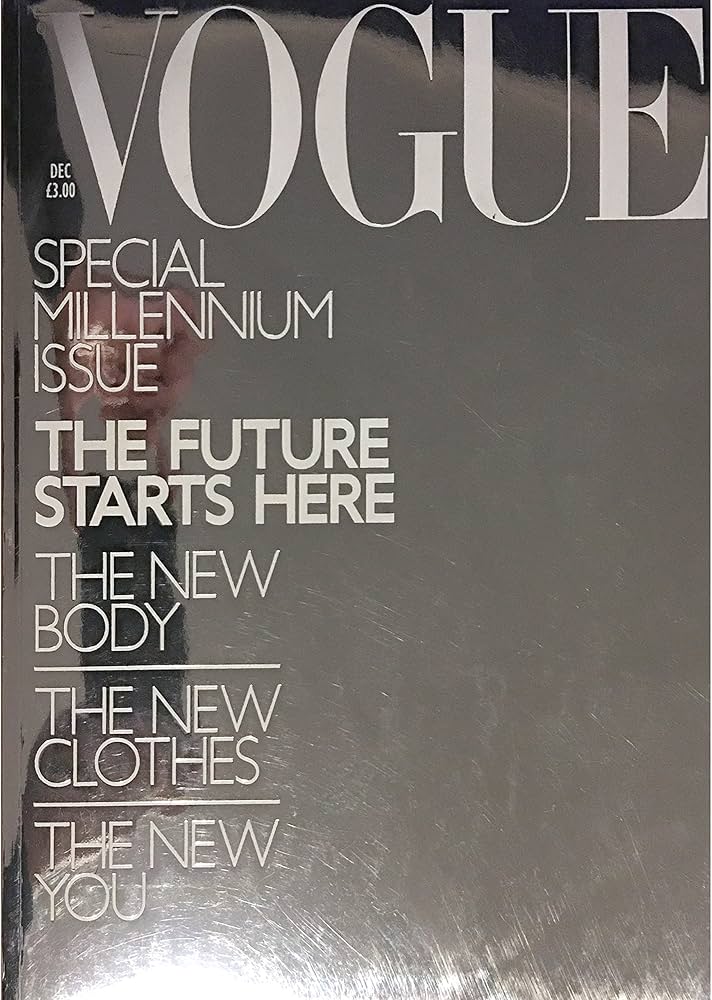 VOGUE
DEC
£3.00
SPECIAL
MILLENNIUM
ISSUE
THE FUTURE
STARTS HERE
THE NEW
BODY
THE NEW
CLOTHES
THE NEW
YOU